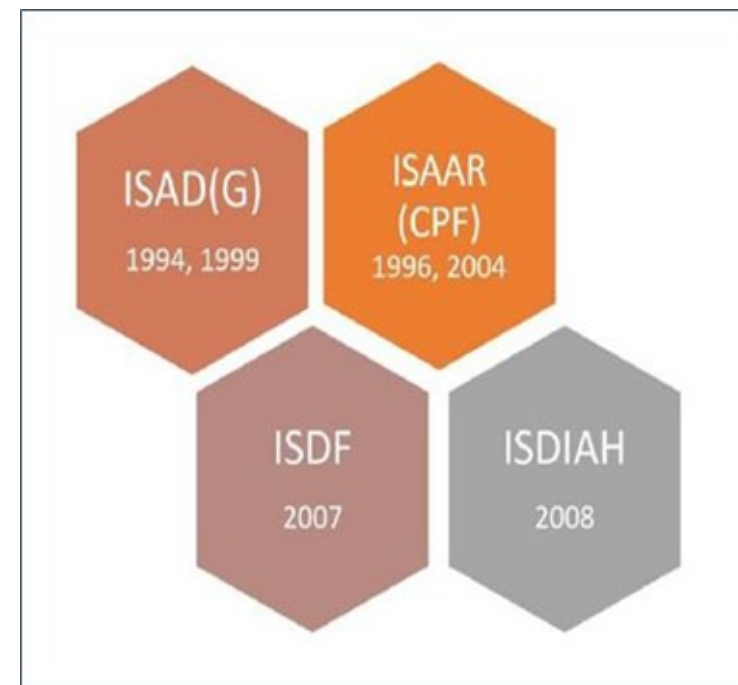 ISAD(G)
1994, 1999
ISAAR
(CPF)
1996, 2004
ISDF
2007
ISDIAH
2008